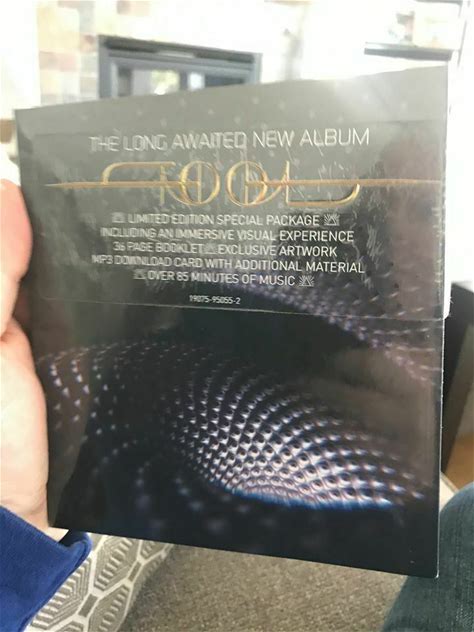 THE LONG AWAITED NEW ALBUM
TOOL
LIMITED EDITION SPECIAL PACKAGE
INCLUDING AN IMMERSIVE VISUAL EXPERIENCE
36 PAGE BOOKLET EXCLUSIVE ARTWORK
MP3 DOWNLOAD CARD WITH ADDITIONAL MATERIAL
OVER 85 MINUTES OF MUSIC
19075-95055-2